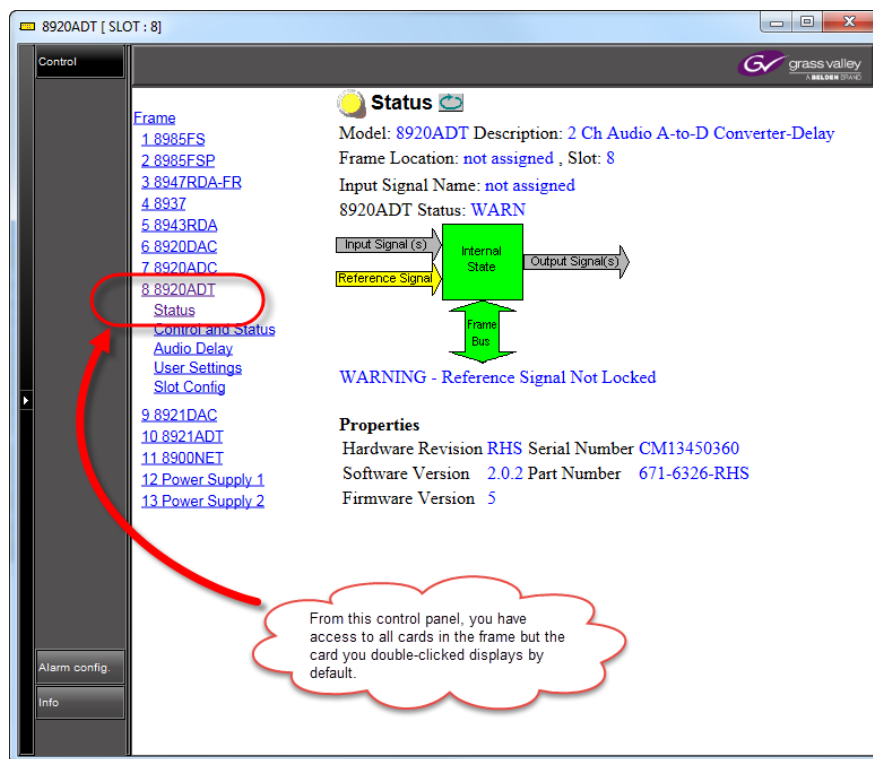 8920ADT [ SLOT : 8]
Control
grass valley
A BELDEN BRAND
Frame
1 8985FS
2 8985FSP
3 8947RDA-FR
4 8937
5 8943RDA
6 8920DAC
7 8920ADC
8 8920ADT
Status
Control and Status
Audio Delay
User Settings
Slot Config
9 8921DAC
10 8921ADT
11 8900NET
12 Power Supply 1
13 Power Supply 2
Status
Model: 8920ADT Description: 2 Ch Audio A-to-D Converter-Delay
Frame Location: not assigned , Slot: 8
Input Signal Name: not assigned
8920ADT Status: WARN
Input Signal (s)
Reference Signal
Internal
State
Output Signal(s)
Frame
Bus
WARNING - Reference Signal Not Locked
Properties
Hardware Revision RHS Serial Number CM13450360
Software Version 2.0.2 Part Number 671-6326-RHS
Firmware Version 5
From this control panel, you have
access to all cards in the frame but the
card you double-clicked displays by
default.
Alarm config.
Info